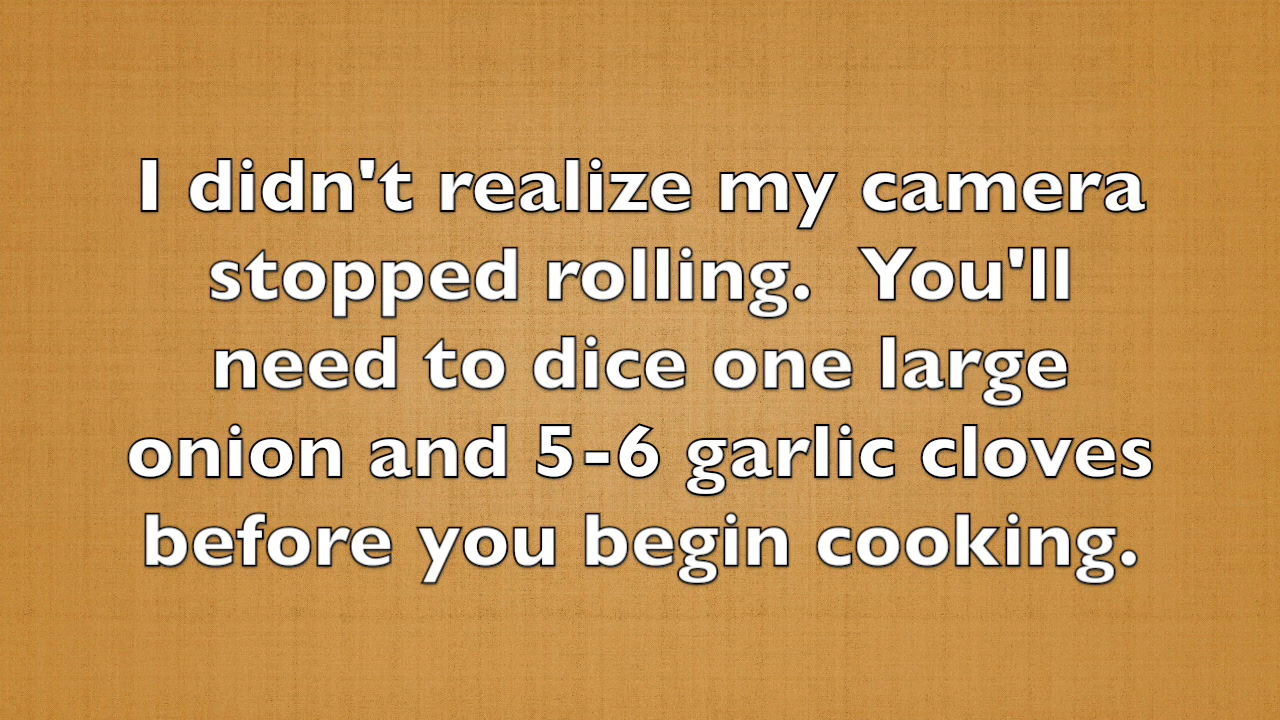 I didn't realize my camera
stopped rolling.  You'll
need to dice one large
onion and 5-6 garlic cloves
before you begin cooking.